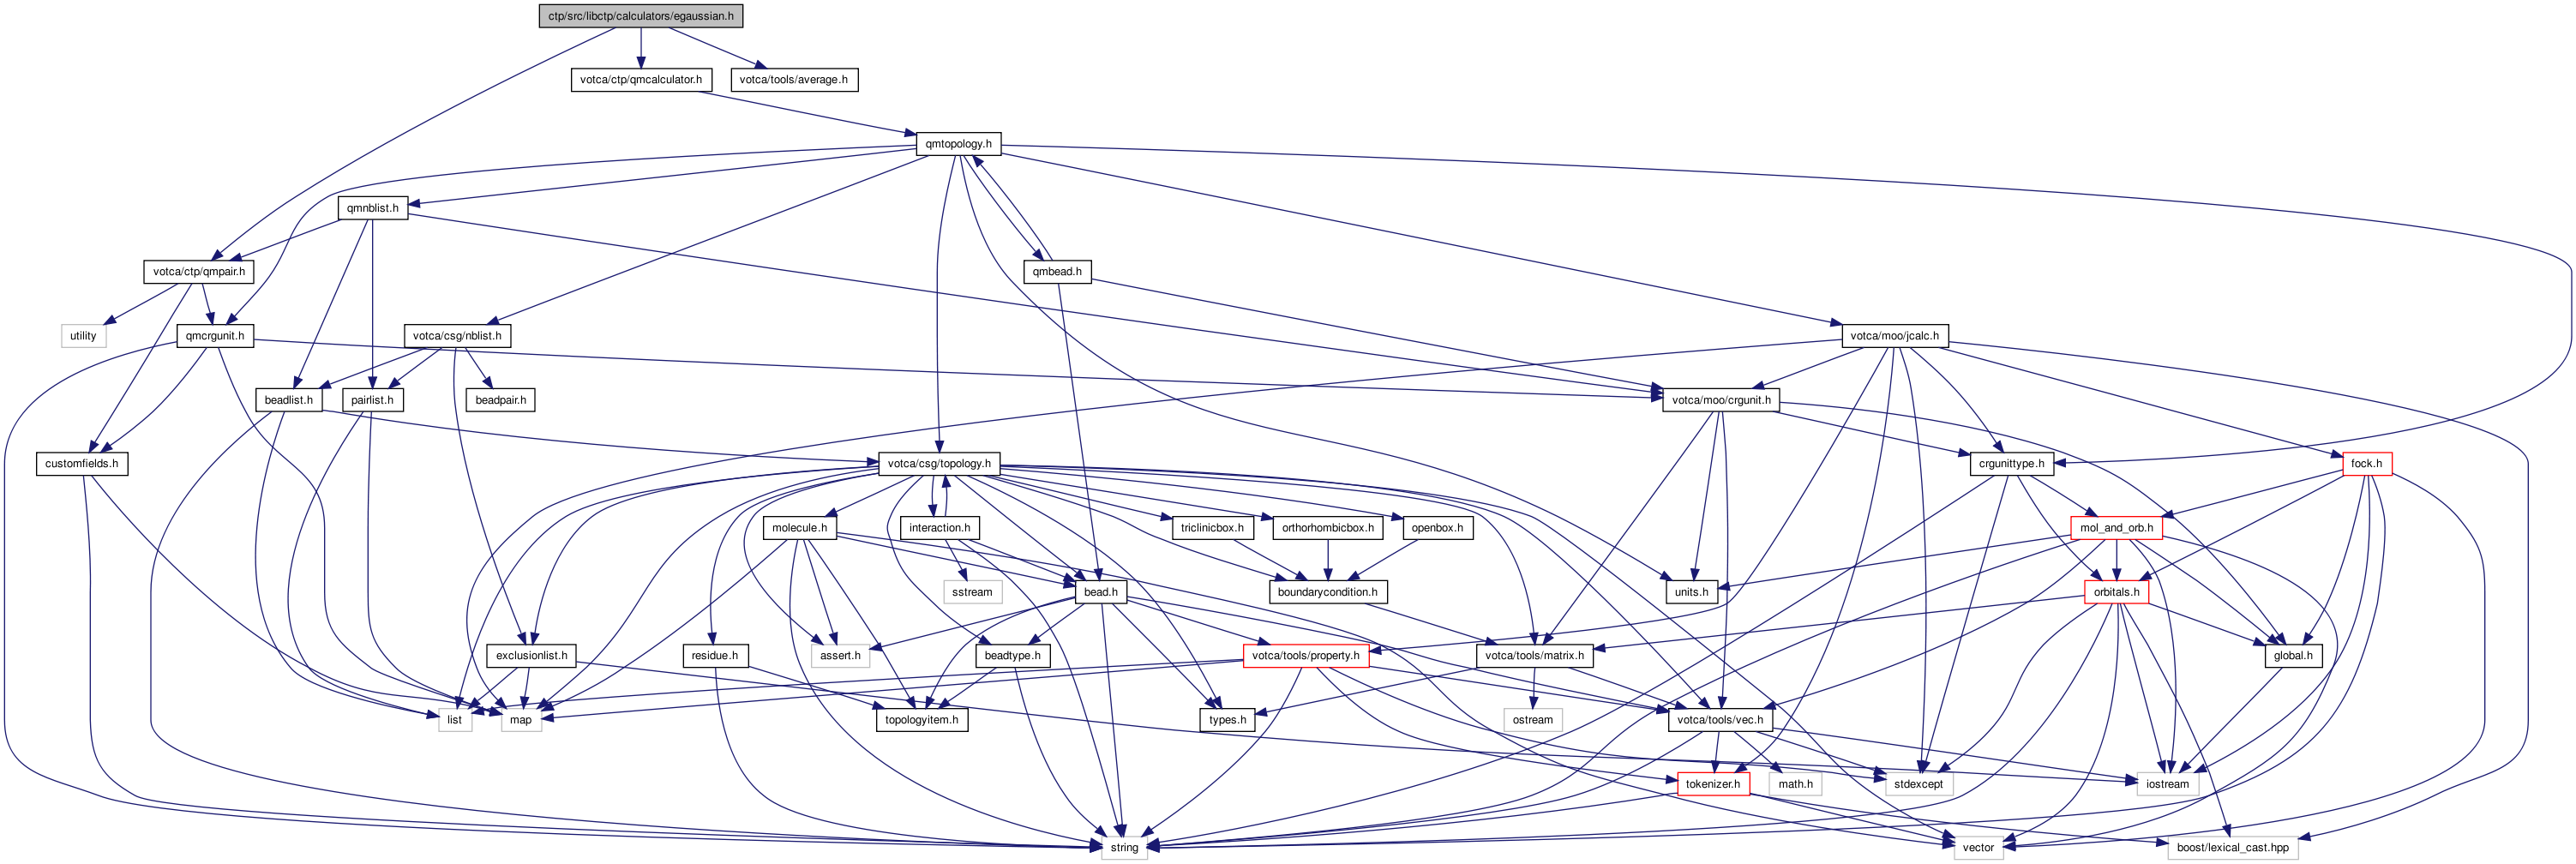 ctp/src/libctp/calculators/egaussian.h
votca/ctp/qmcalculator.h
votca/tools/average.h
qmtopology.h
qmnblist.h
votca/ctp/qmpair.h
qmbead.h
utility
qmcrgunit.h
votca/csg/nblist.h
votca/moo/jcalc.h
beadlist.h
pairlist.h
beadpair.h
votca/moo/crgunit.h
customfields.h
votca/csg/topology.h
crgunittype.h
fock.h
molecule.h
interaction.h
triclinicbox.h
orthorhombicbox.h
openbox.h
mol_and_orb.h
sstream
bead.h
boundarycondition.h
units.h
orbitals.h
exclusionlist.h
residue.h
assert.h
beadtype.h
votca/tools/property.h
votca/tools/matrix.h
global.h
list
map
topologyitem.h
types.h
ostream
votca/tools/vec.h
tokenizer.h
math.h
stdexcept
iostream
string
vector
boost/lexical_cast.hpp